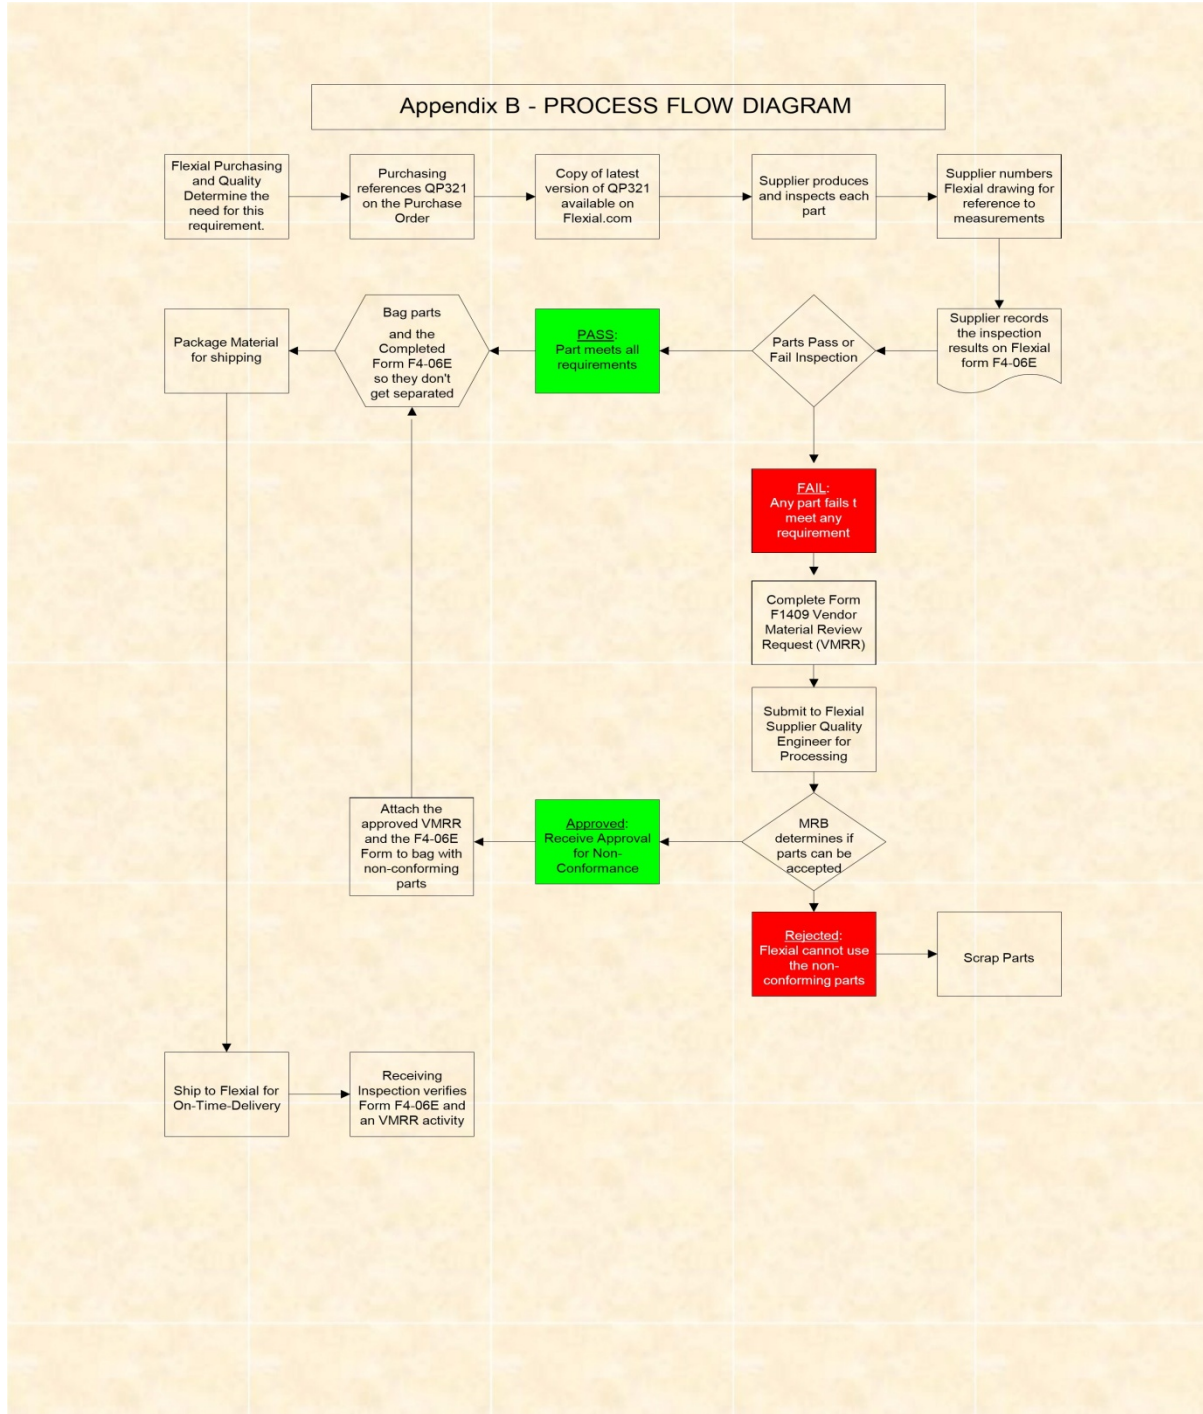 Appendix B - PROCESS FLOW DIAGRAM
Flexial Purchasing
and Quality
Determine the
need for this
requirement.
Purchasing
references QP321
on the Purchase
Order
Copy of latest
version of QP321
available on
Flexial.com
Supplier produces
and inspects each
part
Supplier numbers
Flexial drawing for
reference to
measurements
Package Material
for shipping
Bag parts
and the
Completed
Form F4-06E
so they don't
get separated
PASS:
Part meets all
requirements
Parts Pass or
Fail Inspection
Supplier records
the inspection
results on Flexial
form F4-06E
FAIL:
Any part fails t
meet any
requirement
Complete Form
F1409 Vendor
Material Review
Request (VMRR)
Submit to Flexial
Supplier Quality
Engineer for
Processing
Attach the
approved VMRR
and the F4-06E
Form to bag with
non-conforming
parts
Approved:
Receive Approval
for Non-
Conformance
MRB
determines if
parts can be
accepted
Rejected:
Flexial cannot use
the non-
conforming parts
Scrap Parts
Ship to Flexial for
On-Time-Delivery
Receiving
Inspection verifies
Form F4-06E and
an VMRR activity